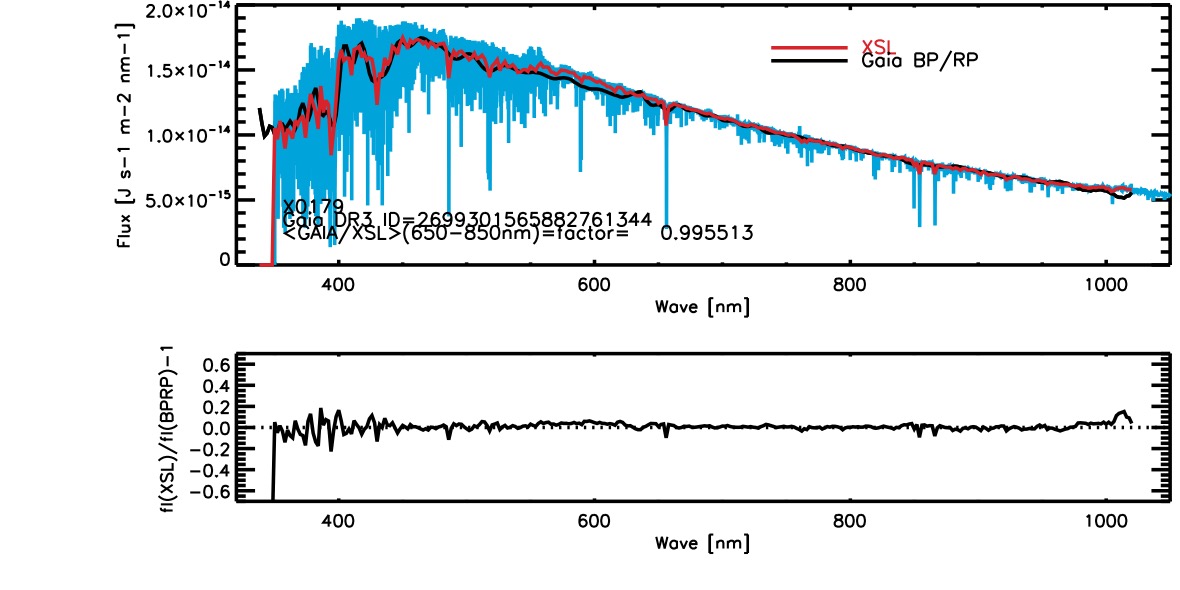 2.0×10−14
1.5×10−14
1.0×10−14
5.0×10−15
0
Flux [J s−1 m−2 nm−1]
XSL
Gaia BP/RP
X0179
Gaia DR3 ID=2699301565882761344
<GAIA/XSL>(650−850nm)=factor= 0.995513
400 600 800 1000
Wave [nm]
0.6
0.4
0.2
0.0
−0.2
−0.4
−0.6
fl(XSL)/fl(BPRP)−1
400 600 800 1000
Wave [nm]